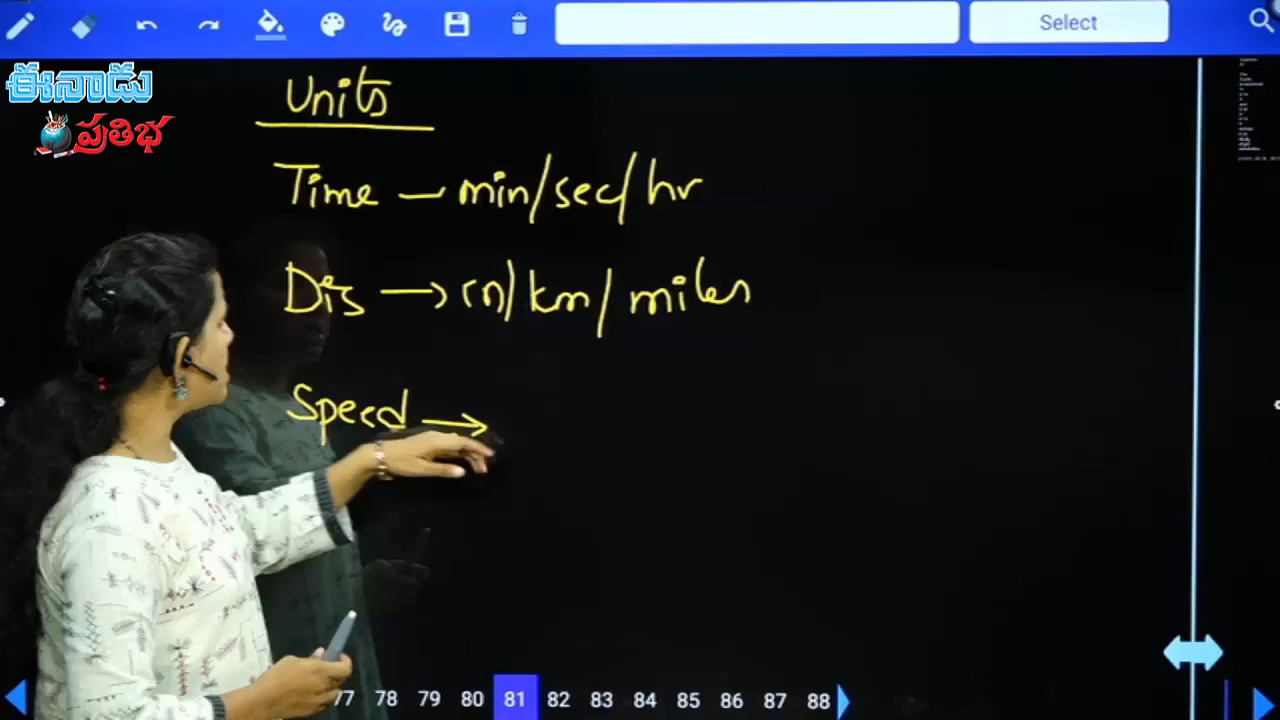 Select
ఈనాడు
ప్రతిభ
Units
Time – min/sec/hr
Dis → m/km/miles
Speed →
77 78 79 80 81 82 83 84 85 86 87 88